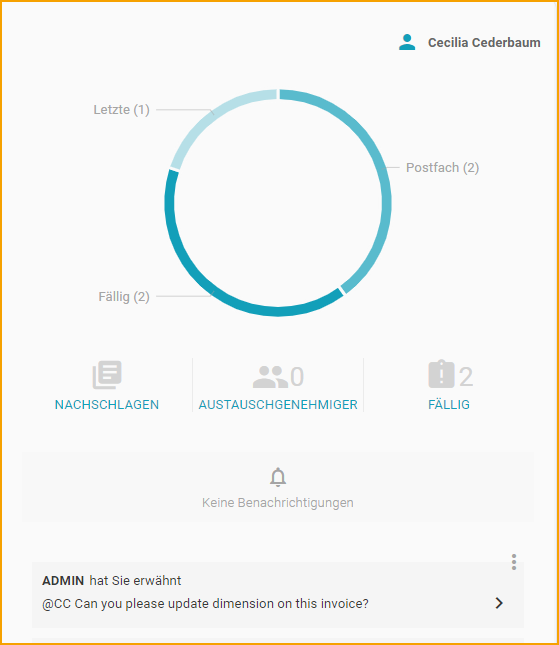 Cecilia Cederbaum
Letzte (1)
Postfach (2)
Fällig (2)
0
2
NACHSCHLAGEN
AUSTAUSCHGENEHMIGER
FÄLLIG
Keine Benachrichtigungen
ADMIN hat Sie erwähnt
@CC Can you please update dimension on this invoice?